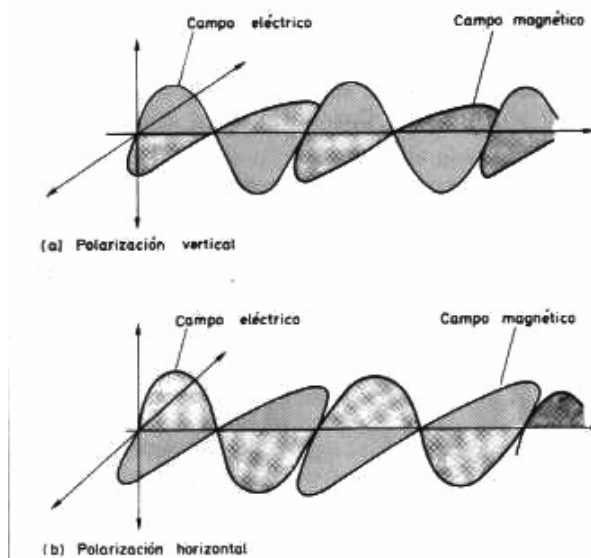 Campo eléctrico
Campo magnético
(a) Polarización vertical
Campo eléctrico
Campo magnético
(b) Polarización horizontal